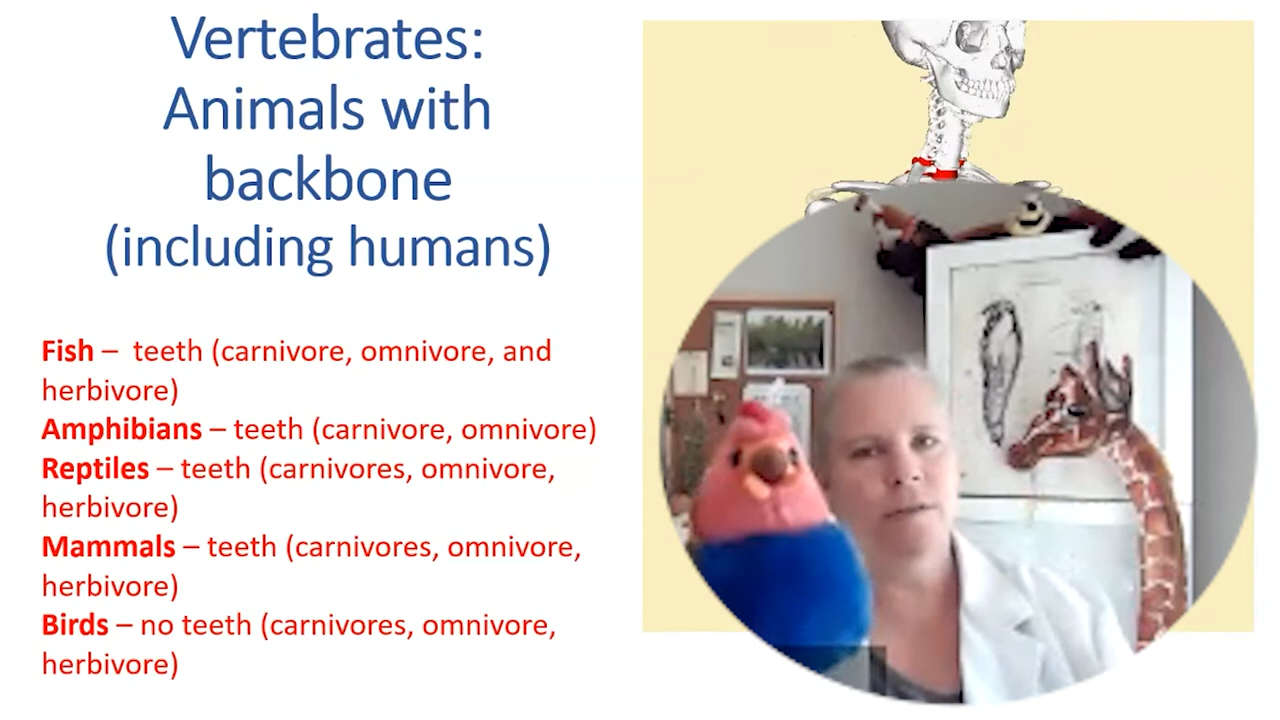 Vertebrates:
Animals with
backbone
(including humans)
Fish – teeth (carnivore, omnivore, and
herbivore)
Amphibians – teeth (carnivore, omnivore)
Reptiles – teeth (carnivores, omnivore,
herbivore)
Mammals – teeth (carnivores, omnivore,
herbivore)
Birds – no teeth (carnivores, omnivore,
herbivore)